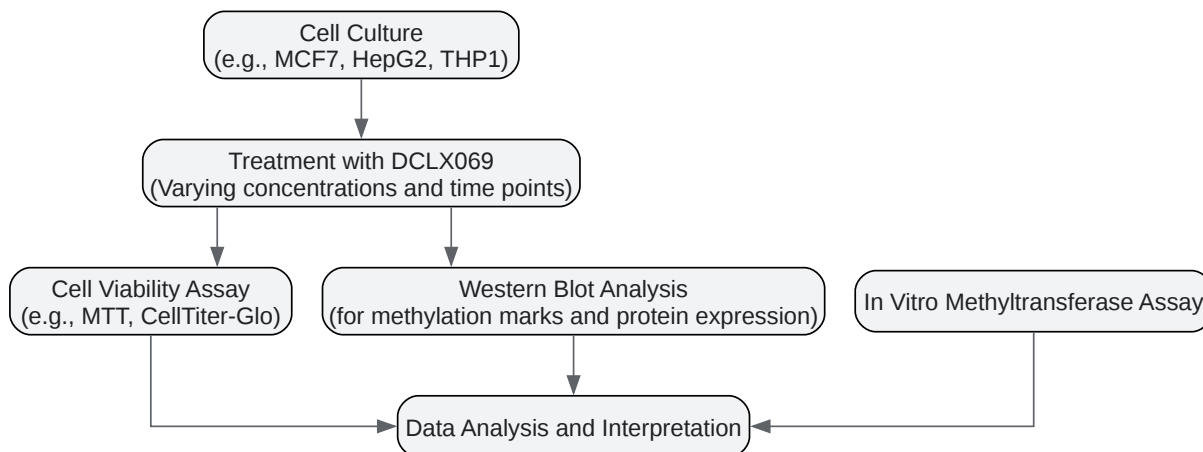 Cell Culture
(e.g., MCF7, HepG2, THP1)
Treatment with DCLX069
(Varying concentrations and time points)
Cell Viability Assay
(e.g., MTT, CellTiter-Glo)
Western Blot Analysis
(for methylation marks and protein expression)
In Vitro Methyltransferase Assay
Data Analysis and Interpretation